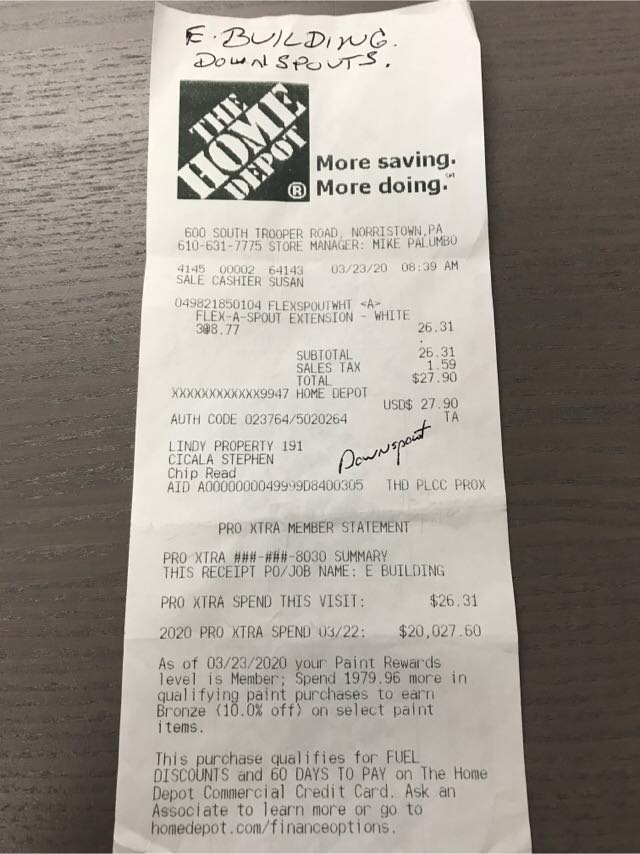 E. BUILDING.
DOWNSPOUTS.
THE
HOME
DEPOT
®
More saving.
More doing.℠
600 SOUTH TROOPER ROAD, NORRISTOWN,PA
610-631-7775 STORE MANAGER: MIKE PALUMBO
4145 00002 64143 03/23/20 08:39 AM
SALE CASHIER SUSAN
049821850104 FLEXSPOUTWHT <A>
FLEX-A-SPOUT EXTENSION - WHITE
3@8.77 26.31
SUBTOTAL 26.31
SALES TAX 1.59
TOTAL $27.90
XXXXXXXXXXXX9947 HOME DEPOT
USD$ 27.90
AUTH CODE 023764/5020264 TA
LINDY PROPERTY 191
Downspout
CICALA STEPHEN
Chip Read
AID A0000000049999D8400305 THD PLCC PROX
PRO XTRA MEMBER STATEMENT
PRO XTRA ###-###-8030 SUMMARY
THIS RECEIPT PO/JOB NAME: E BUILDING
PRO XTRA SPEND THIS VISIT: $26.31
2020 PRO XTRA SPEND 03/22: $20,027.60
As of 03/23/2020 your Paint Rewards
level is Member; Spend 1979.96 more in
qualifying paint purchases to earn
Bronze (10.0% off) on select paint
items.
This purchase qualifies for FUEL
DISCOUNTS and 60 DAYS TO PAY on The Home
Depot Commercial Credit Card. Ask an
Associate to learn more or go to
homedepot.com/financeoptions.